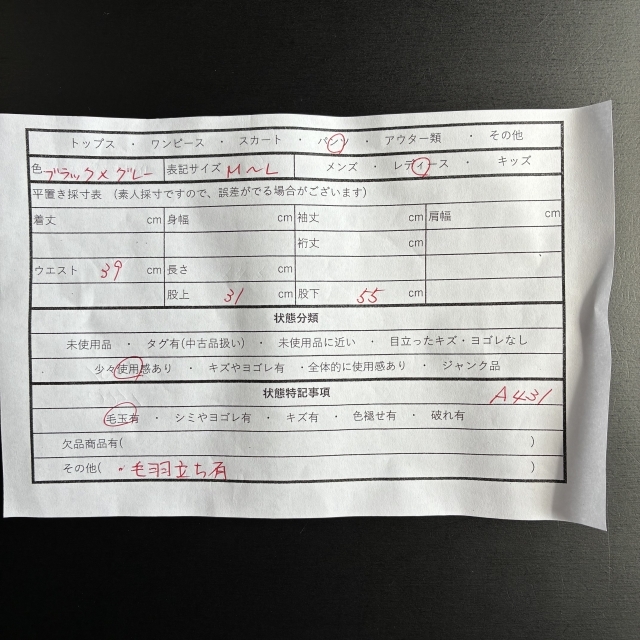 トップス ・ ワンピース ・ スカート ・ パンツ ・ アウター類 ・ その他
色 ブラック×グレー 表記サイズ M〜L メンズ ・ レディース ・ キッズ
平置き採寸表 (素人採寸ですので、誤差がでる場合がございます)
着丈 cm 身幅 cm 袖丈 cm 肩幅 cm
裄丈 cm
ウエスト 39 cm 長さ cm
股上 31 cm 股下 55 cm
状態分類
未使用品 ・ タグ有(中古品扱い) ・ 未使用品に近い ・ 目立ったキズ・ヨゴレなし
少々使用感あり ・ キズやヨゴレ有 ・全体的に使用感あり ・ ジャンク品
状態特記事項 A431
毛玉有 ・ シミやヨゴレ有 ・ キズ有 ・ 色褪せ有 ・ 破れ有
欠品商品有( )
その他( ・毛羽立ち有 )